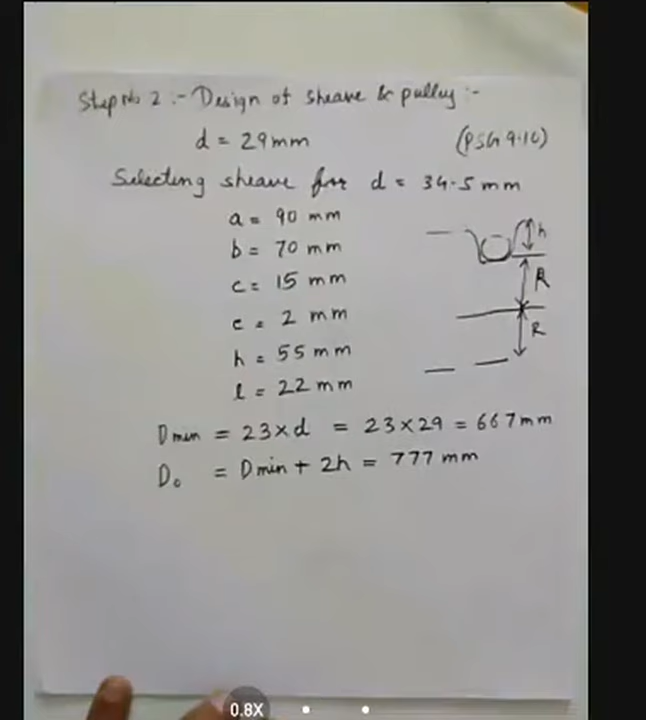 Step No 2 :- Design of sheave & pulley :-
d = 29mm (PSG 9.10)
Selecting sheave for d = 34.5 mm
a = 90 mm
b = 70 mm
c = 15 mm
e = 2 mm
h = 55 mm
l = 22 mm
h
R
R
Dmin = 23×d = 23×29 = 667mm
Do = Dmin + 2h = 777 mm
0.8X